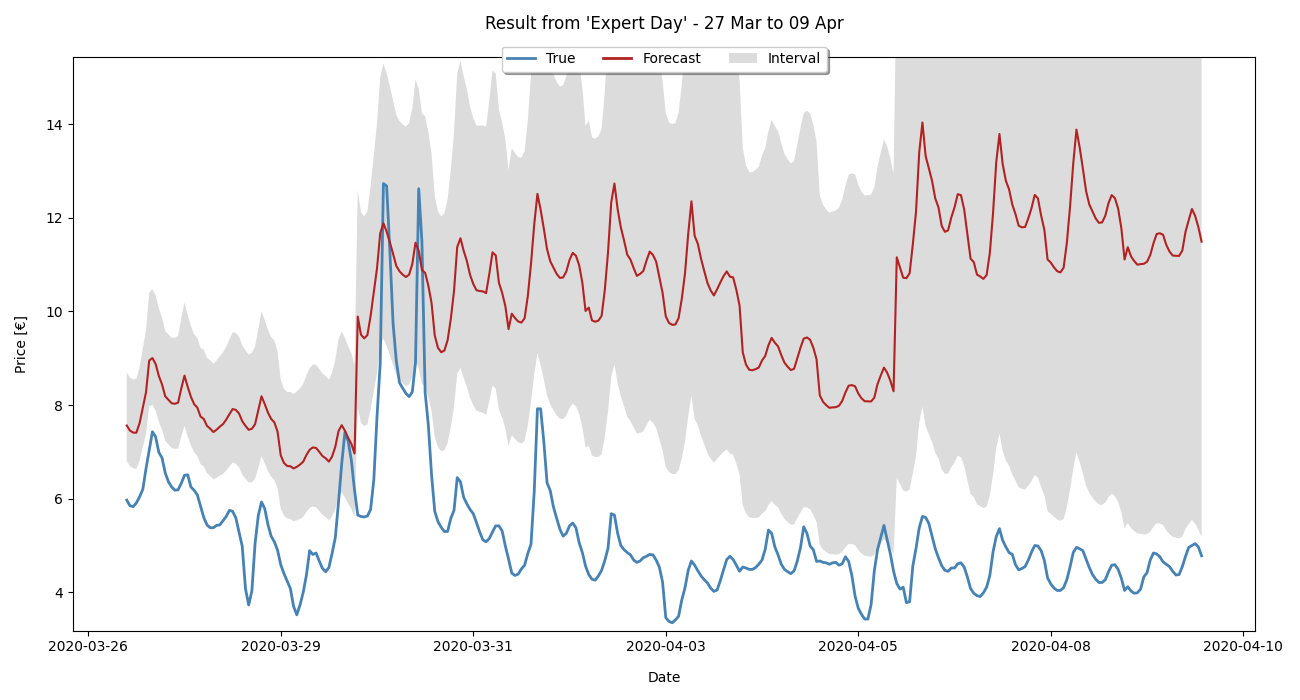 Result from 'Expert Day' - 27 Mar to 09 Apr
True Forecast Interval
Price [€]
14
12
10
8
6
4
2020-03-26 2020-03-29 2020-03-31 2020-04-03 2020-04-05 2020-04-08 2020-04-10
Date